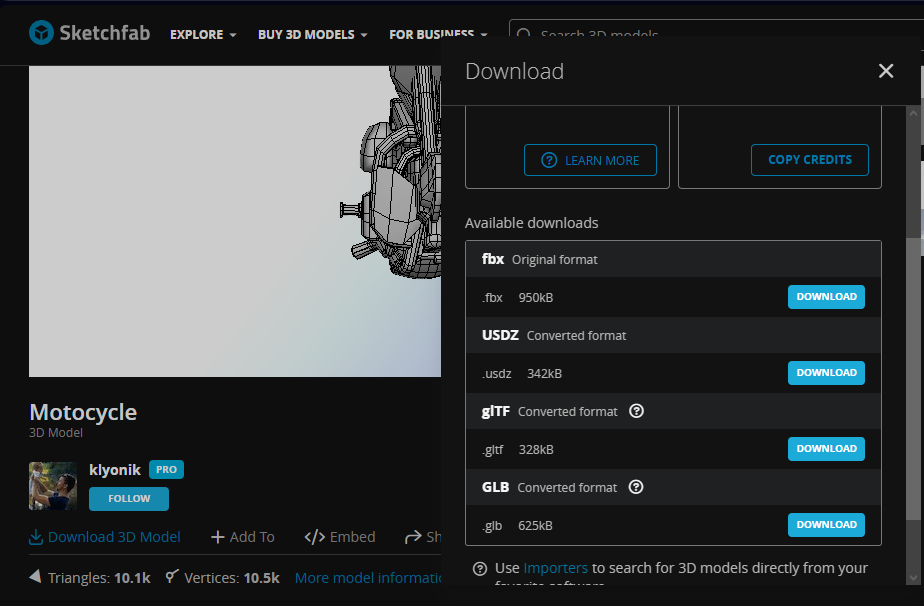 Sketchfab EXPLORE BUY 3D MODELS FOR BUSINESS Search 3D models
Download
LEARN MORE COPY CREDITS
Available downloads
fbx Original format
.fbx 950kB DOWNLOAD
USDZ Converted format
.usdz 342kB DOWNLOAD
glTF Converted format ?
.gltf 328kB DOWNLOAD
GLB Converted format ?
.glb 625kB DOWNLOAD
Use Importers to search for 3D models directly from your
favorite software
Motocycle
3D Model
klyonik PRO
FOLLOW
Download 3D Model Add To Embed Sh
Triangles: 10.1k Vertices: 10.5k More model informatio